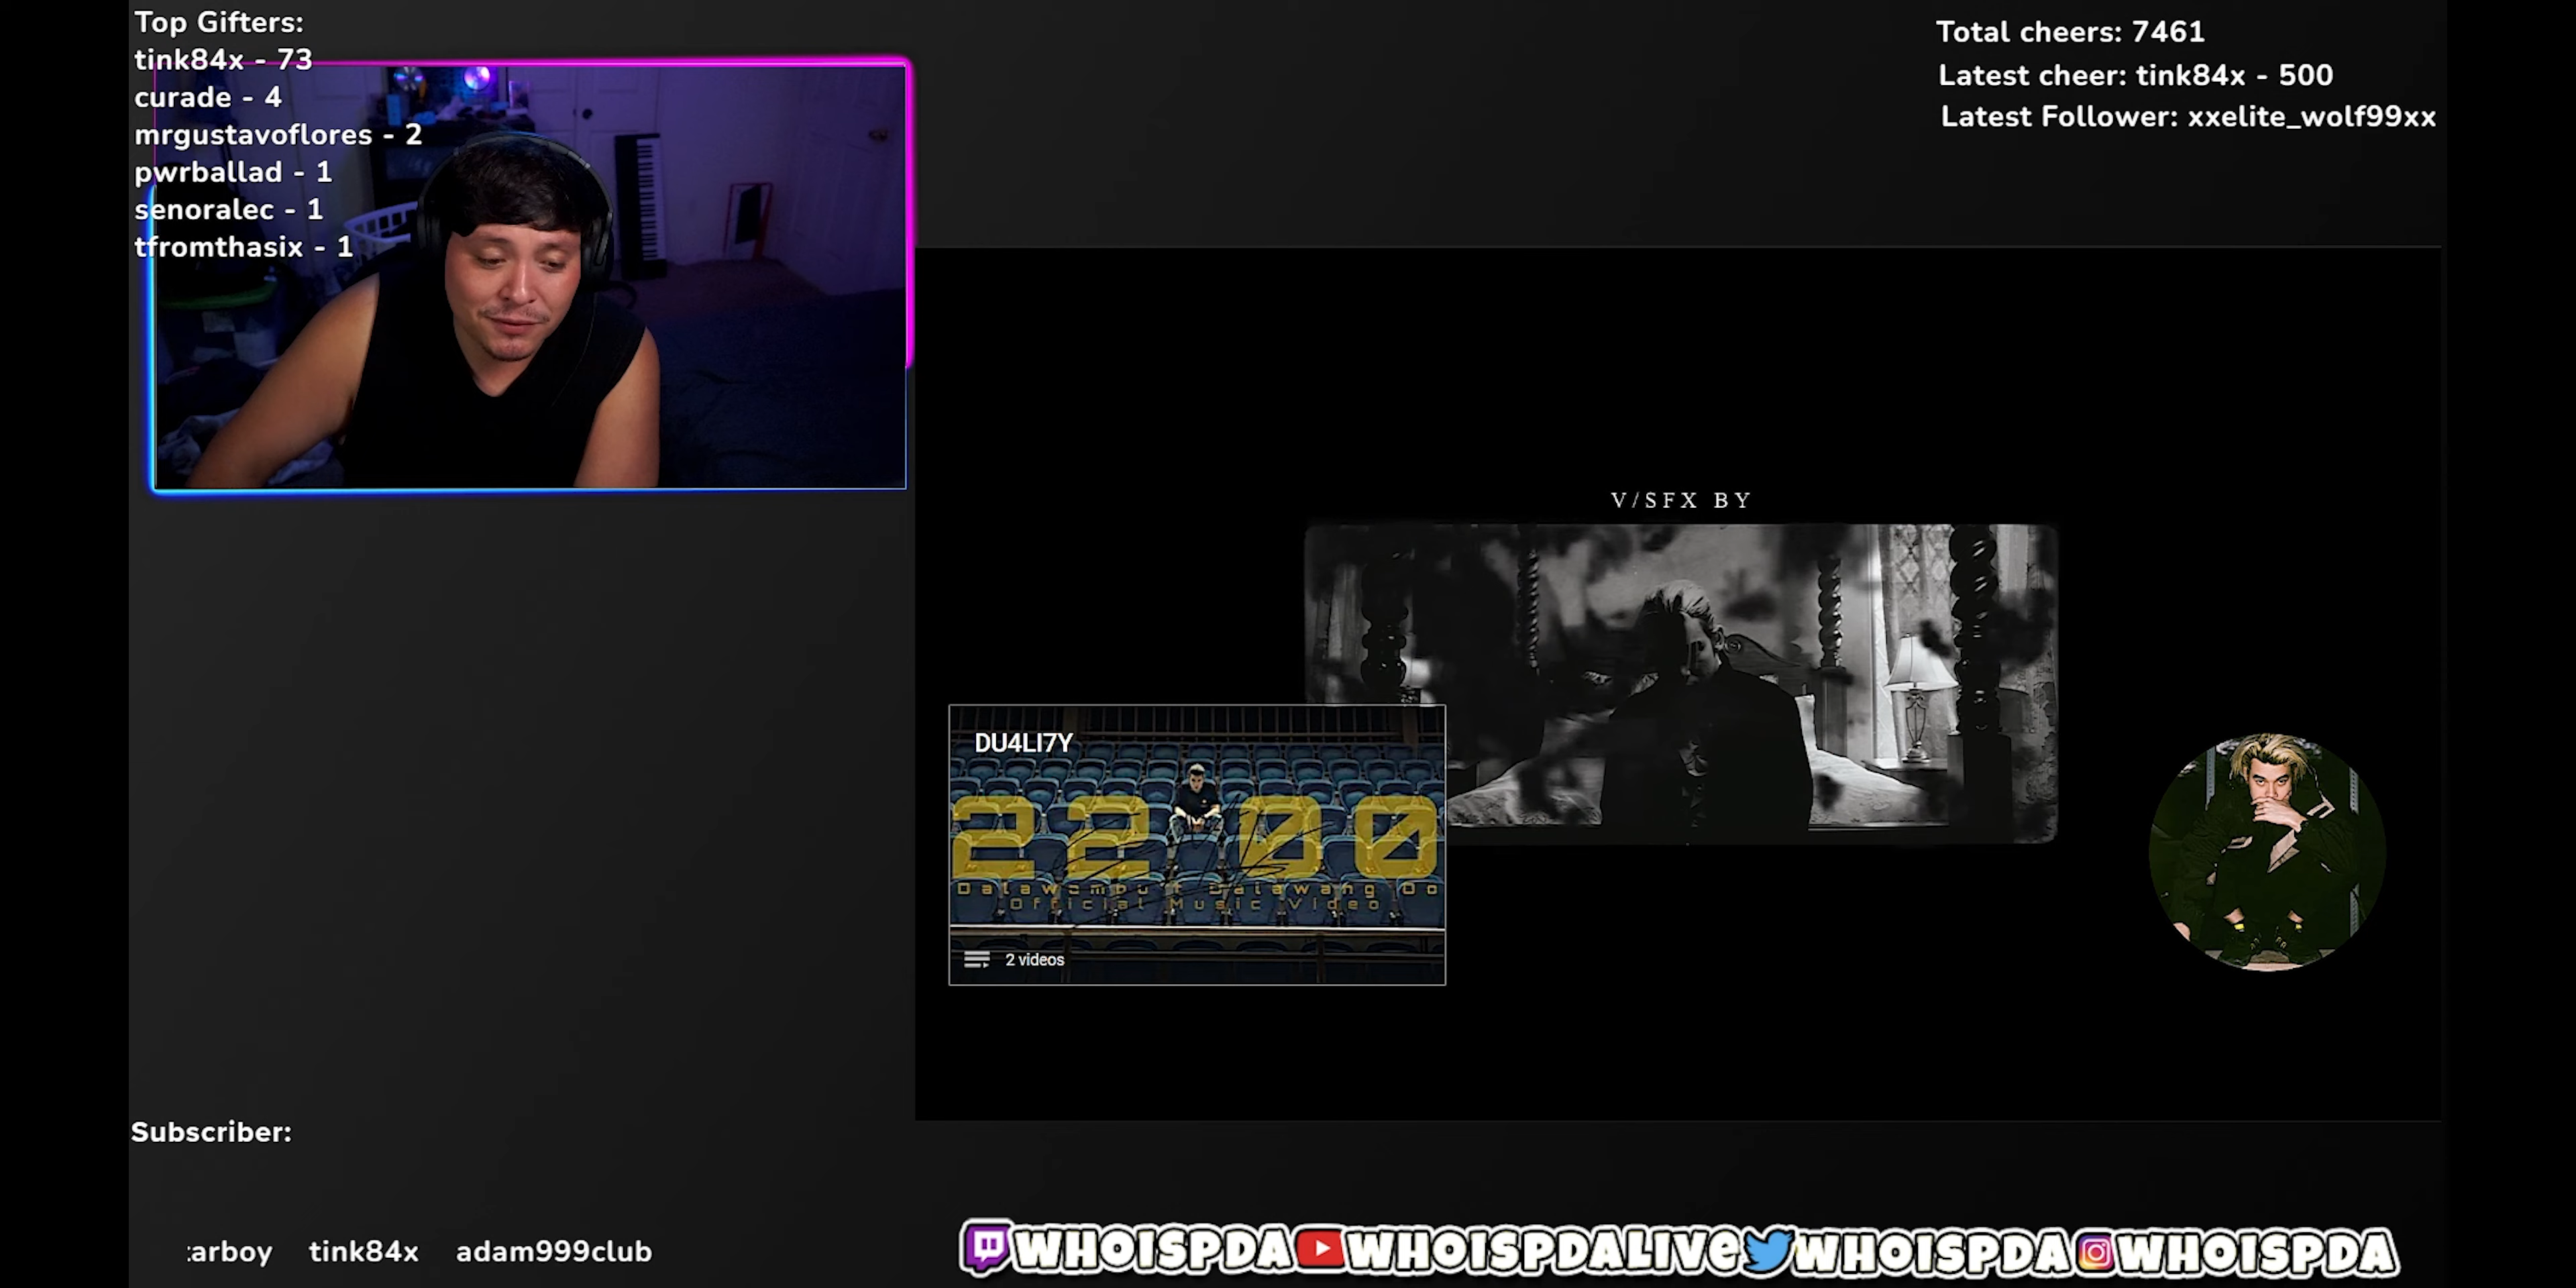 Top Gifters:
tink84x - 73
curade - 4
mrgustavoflores - 2
pwrballad - 1
senoralec - 1
tfromthasix - 1
Total cheers: 7461
Latest cheer: tink84x - 500
Latest Follower: xxelite_wolf99xx
V/SFX BY
DU4LI7Y
22 00
Official Music Video
2 videos
Subscriber:
arboy tink84x adam999club
WHOISPDA WHOISPDALIVE WHOISPDA WHOISPDA